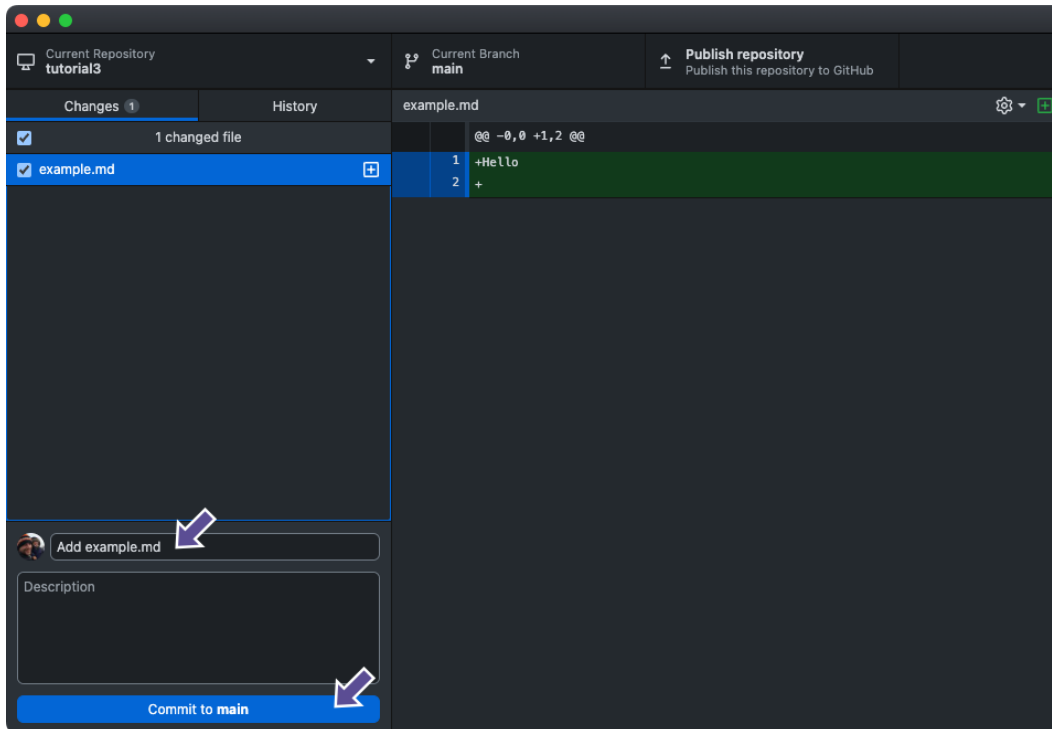 Current Repository
tutorial3
Current Branch
main
Publish repository
Publish this repository to GitHub
Changes 1
History
example.md
1 changed file
@@ -0,0 +1,2 @@
example.md
1 +Hello
2 +
Add example.md
Description
Commit to main